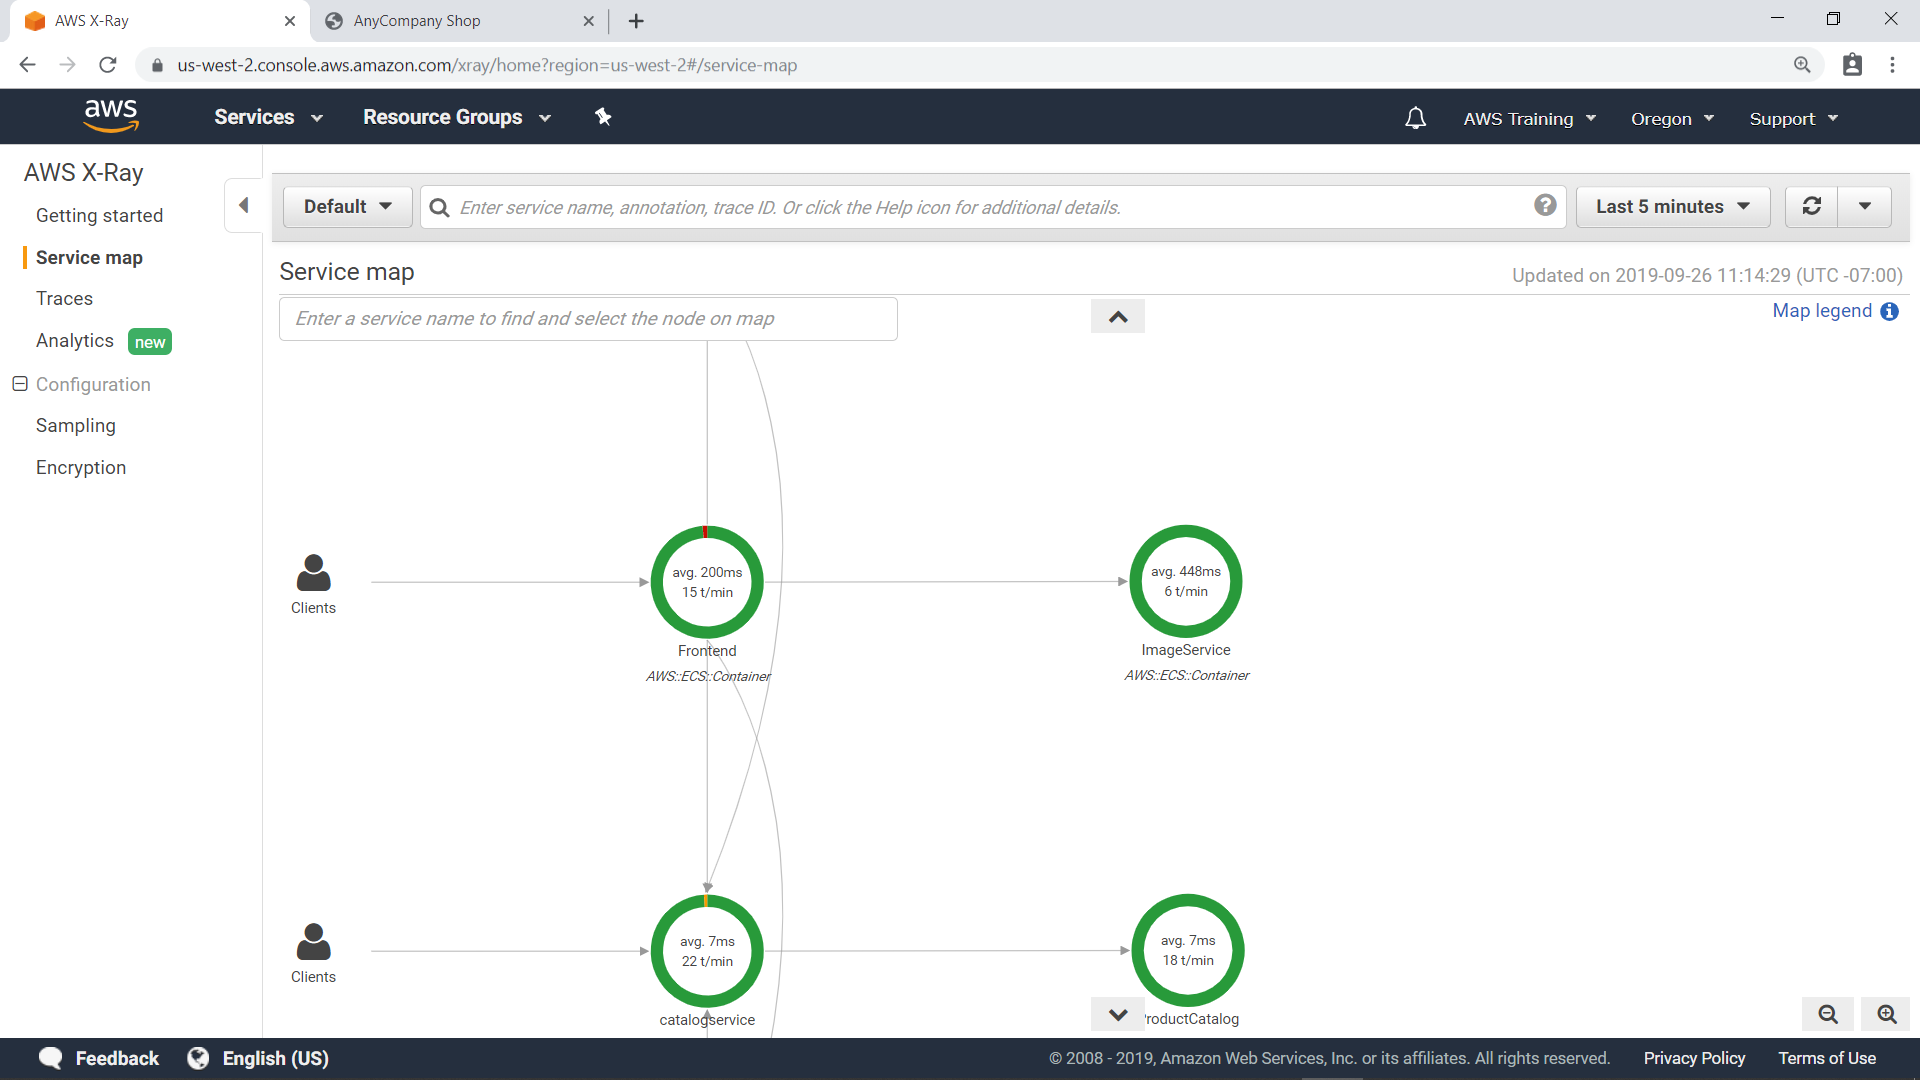 AWS X-Ray
AnyCompany Shop
us-west-2.console.aws.amazon.com/xray/home?region=us-west-2#/service-map
aws
Services
Resource Groups
AWS Training
Oregon
Support
AWS X-Ray
Getting started
Service map
Traces
Analytics new
Configuration
Sampling
Encryption
Default
Enter service name, annotation, trace ID. Or click the Help icon for additional details.
Last 5 minutes
Service map
Updated on 2019-09-26 11:14:29 (UTC -07:00)
Enter a service name to find and select the node on map
Map legend
Clients
avg. 200ms
15 t/min
Frontend
AWS::ECS::Container
avg. 448ms
6 t/min
ImageService
AWS::ECS::Container
Clients
avg. 7ms
22 t/min
catalogservice
avg. 7ms
18 t/min
roductCatalog
Feedback
English (US)
© 2008 - 2019, Amazon Web Services, Inc. or its affiliates. All rights reserved.
Privacy Policy
Terms of Use